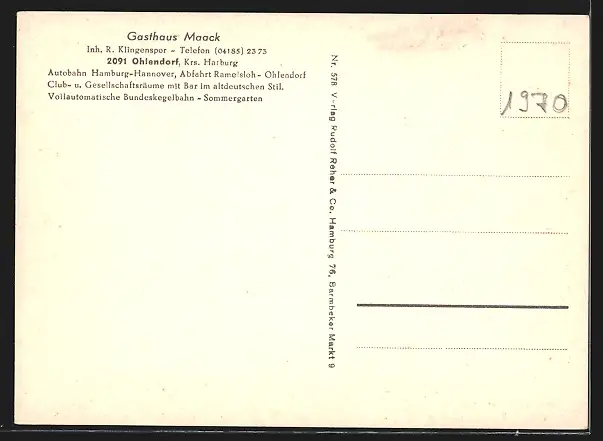 Gasthaus Maack
Inh. R. Klingenspor - Telefon (04185) 2373
2091 Ohlendorf, Krs. Harburg
Autobahn Hamburg-Hannover, Abfahrt Ramelsloh - Ohlendorf
Club- u. Gesellschaftsräume mit Bar im altdeutschen Stil.
Vollautomatische Bundeskegelbahn - Sommergarten
Nr. 578 Verlag Rudolf Reher & Co. Hamburg 76, Barmbeker Markt 9
1970